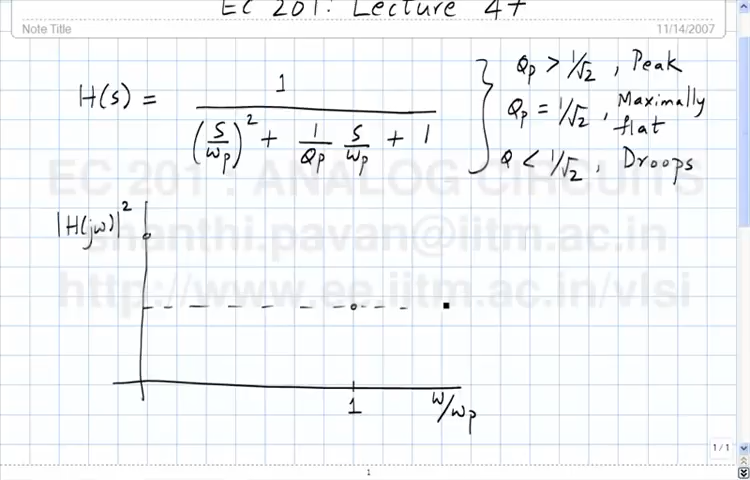 EC 201: Lecture 47
Note Title
11/14/2007
H(s) = 1 / ((s/ωp)² + 1/Qp s/ωp + 1)
Qp > 1/√2 , Peak
Qp = 1/√2 , Maximally flat
Q < 1/√2 , Droops
EC 201 : ANALOG CIRCUITS
shanthi.pavan@iitm.ac.in
http://www.ee.iitm.ac.in/vlsi
|H(jω)|²
1
ω/ωp
1/1
1